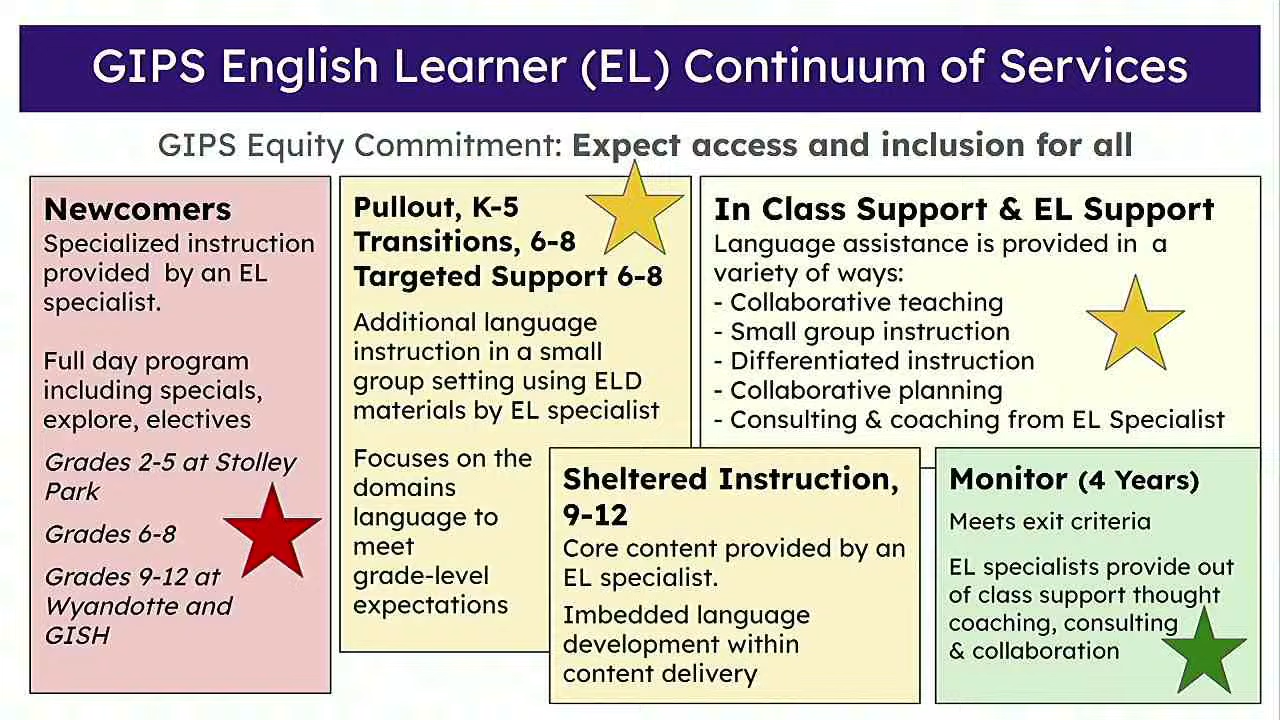 GIPS English Learner (EL) Continuum of Services
GIPS Equity Commitment: Expect access and inclusion for all
Newcomers
Specialized instruction
provided by an EL
specialist.
Full day program
including specials,
explore, electives
Grades 2-5 at Stolley
Park
Grades 6-8
Grades 9-12 at
Wyandotte and
GISH
Pullout, K-5
Transitions, 6-8
Targeted Support 6-8
Additional language
instruction in a small
group setting using ELD
materials by EL specialist
Focuses on the
domains
language to
meet
grade-level
expectations
In Class Support & EL Support
Language assistance is provided in a
variety of ways:
- Collaborative teaching
- Small group instruction
- Differentiated instruction
- Collaborative planning
- Consulting & coaching from EL Specialist
Sheltered Instruction,
9-12
Core content provided by an
EL specialist.
Imbedded language
development within
content delivery
Monitor (4 Years)
Meets exit criteria
EL specialists provide out
of class support thought
coaching, consulting
& collaboration